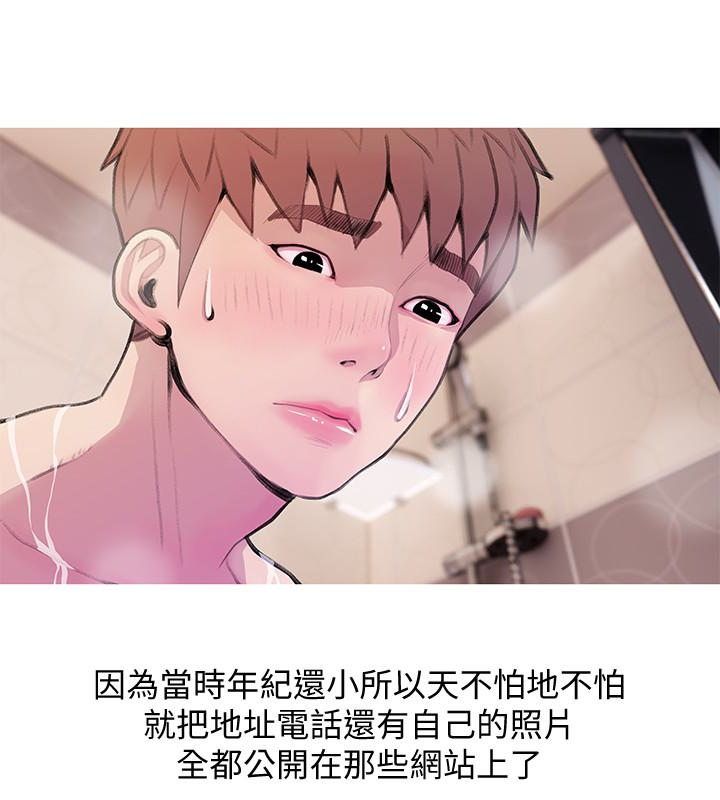 因為當時年紀還小所以天不怕地不怕
就把地址電話還有自己的照片
全都公開在那些網站上了